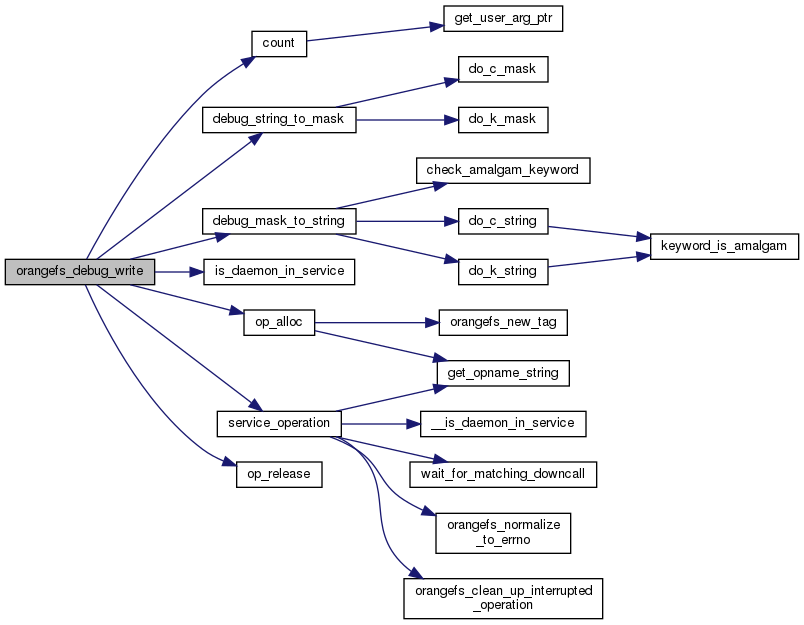 get_user_arg_ptr
count
do_c_mask
debug_string_to_mask
do_k_mask
check_amalgam_keyword
debug_mask_to_string
do_c_string
keyword_is_amalgam
orangefs_debug_write
is_daemon_in_service
do_k_string
op_alloc
orangefs_new_tag
get_opname_string
service_operation
__is_daemon_in_service
op_release
wait_for_matching_downcall
orangefs_normalize
_to_errno
orangefs_clean_up_interrupted
_operation